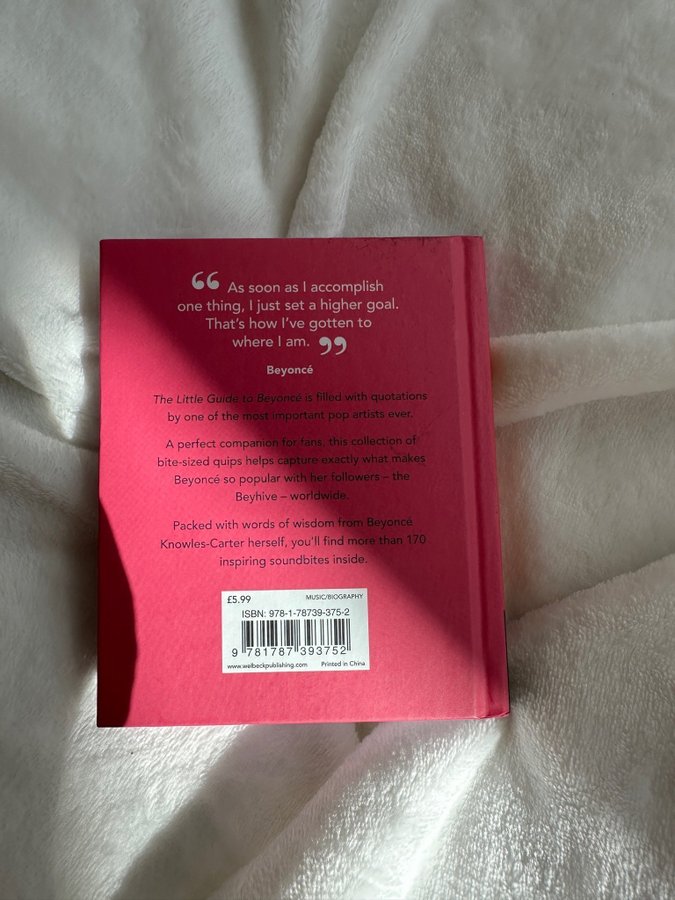 “ As soon as I accomplish
one thing, I just set a higher goal.
That’s how I’ve gotten to
where I am. ”
Beyoncé
The Little Guide to Beyoncé is filled with quotations
by one of the most important pop artists ever.
A perfect companion for fans, this collection of
bite-sized quips helps capture exactly what makes
Beyoncé so popular with her followers – the
Beyhive – worldwide.
Packed with words of wisdom from Beyoncé
Knowles-Carter herself, you’ll find more than 170
inspiring soundbites inside.
£5.99 MUSIC/BIOGRAPHY
ISBN: 978-1-78739-375-2
9 781787 393752
www.welbeckpublishing.com Printed in China